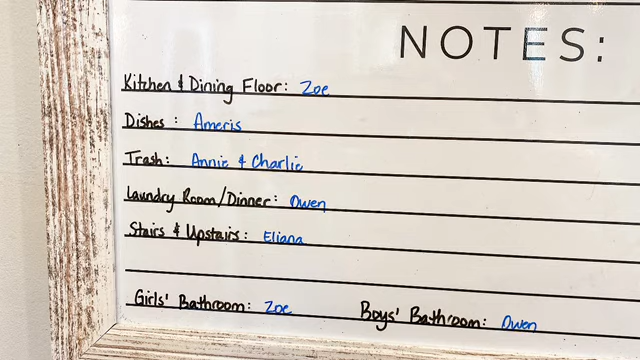 NOTES:
Kitchen & Dining Floor: Zoe
Dishes: Ameris
Trash: Annie & Charlie
Laundry Room/Dinner: Owen
Stairs & Upstairs: Eliana
Girls' Bathroom: Zoe Boys' Bathroom: Owen